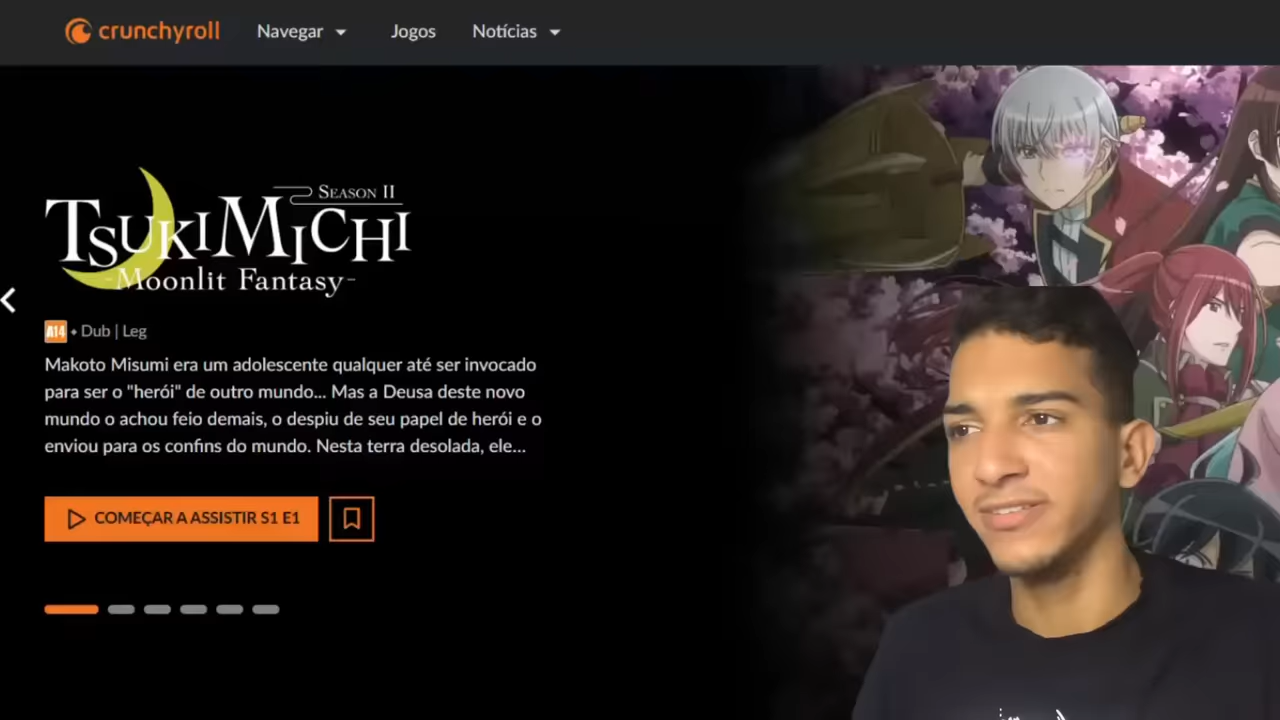 crunchyroll Navegar Jogos Notícias
SEASON II
TSUKIMICHI
-Moonlit Fantasy-
A14 Dub | Leg
Makoto Misumi era um adolescente qualquer até ser invocado
para ser o "herói" de outro mundo... Mas a Deusa deste novo
mundo o achou feio demais, o despiu de seu papel de herói e o
enviou para os confins do mundo. Nesta terra desolada, ele...
COMEÇAR A ASSISTIR S1 E1